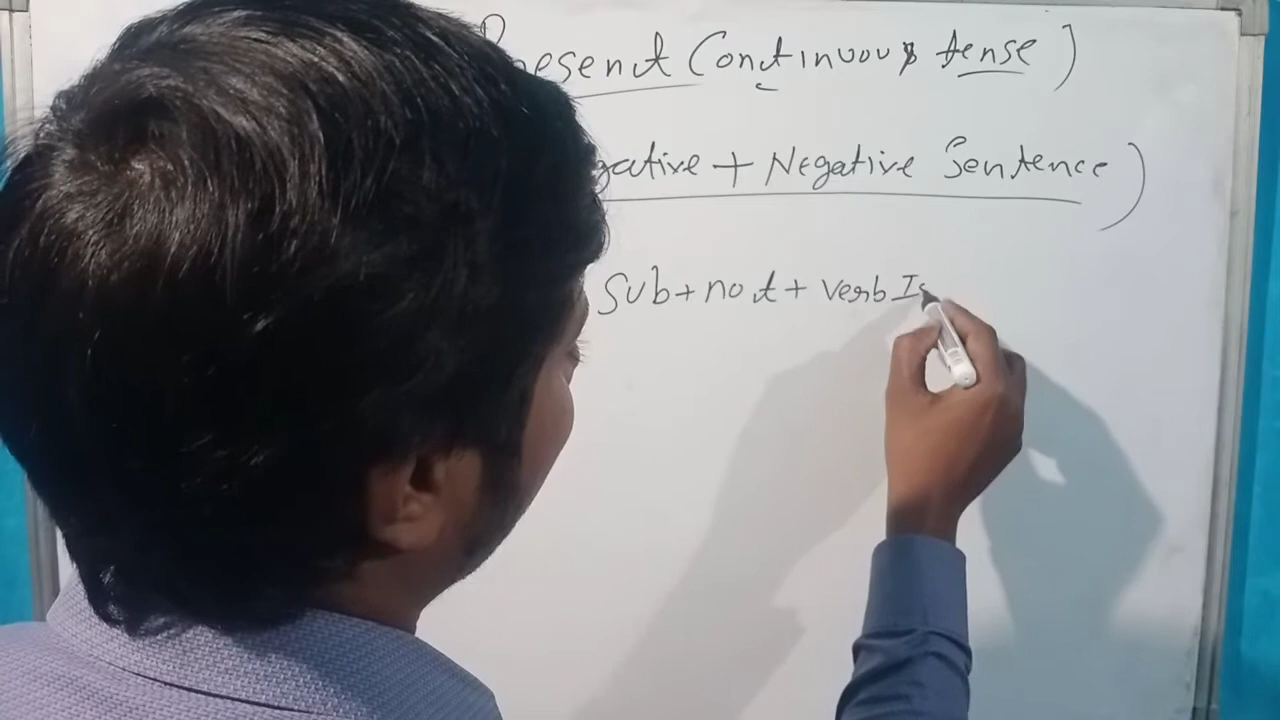 Present Continuous tense)
gative + Negative Sentence)
Sub + not + verb Is